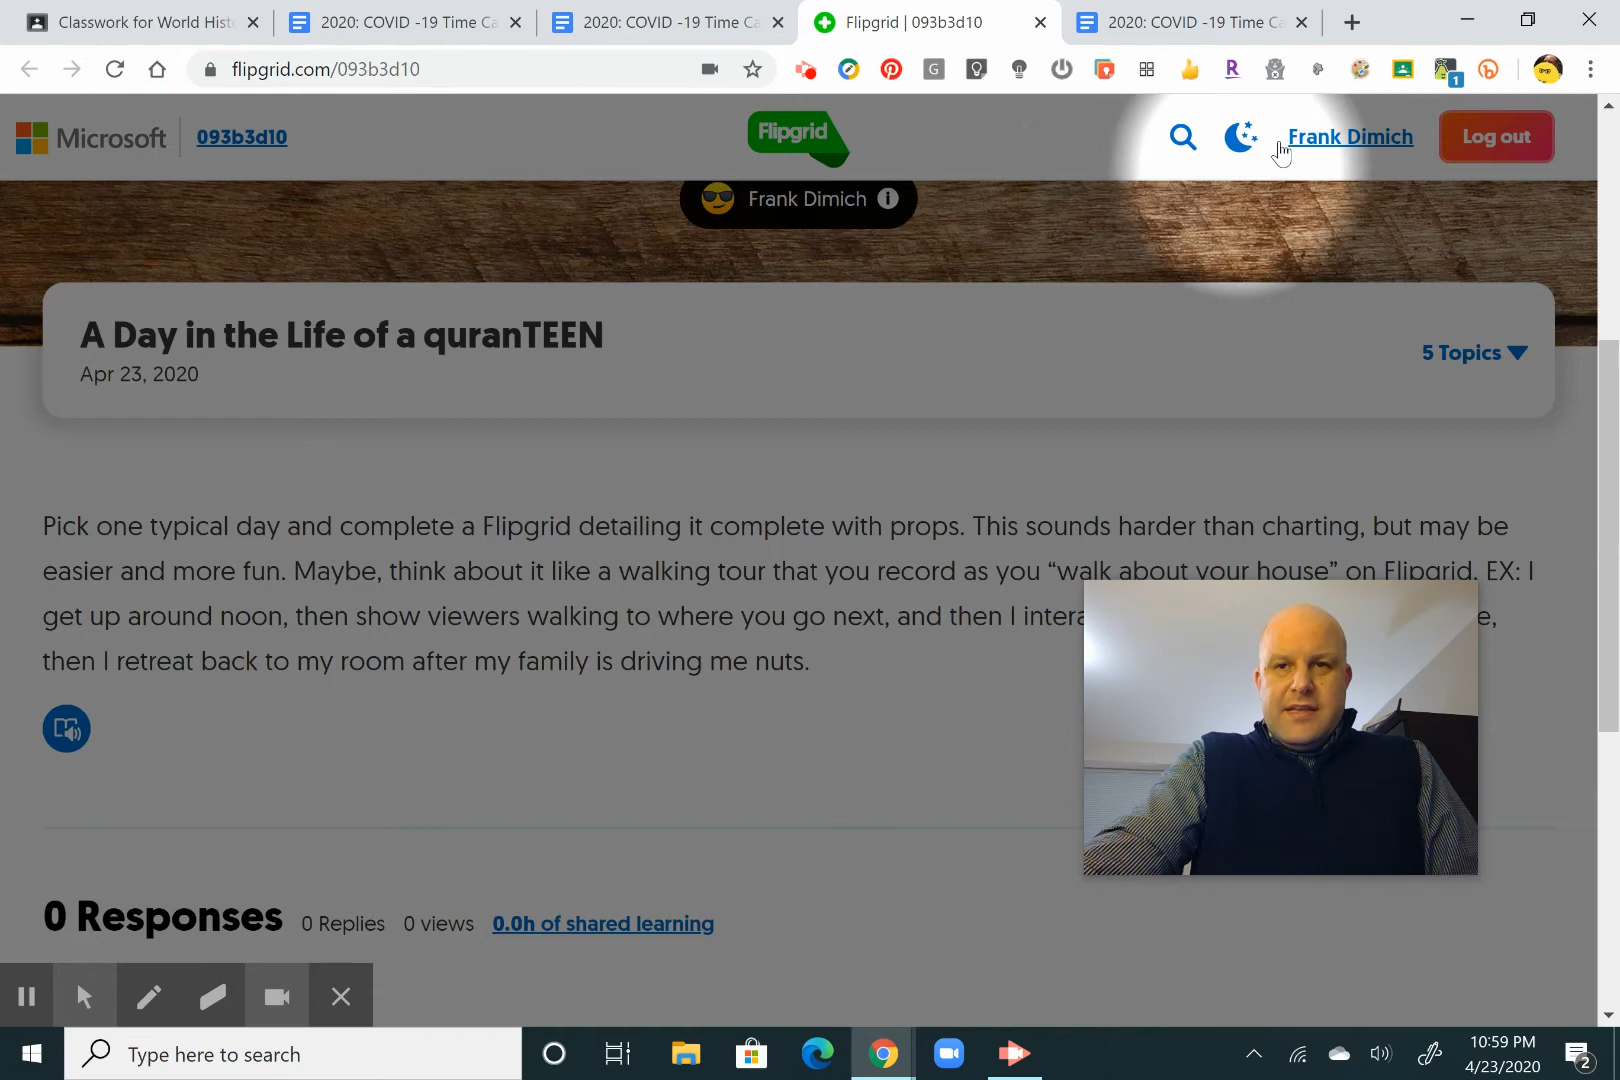 Classwork for World Hist
2020: COVID -19 Time Ca
2020: COVID -19 Time Ca
Flipgrid | 093b3d10
2020: COVID -19 Time Ca
flipgrid.com/093b3d10
G
R
1
Microsoft
093b3d10
Flipgrid
Frank Dimich
Log out
Frank Dimich
A Day in the Life of a quranTEEN
Apr 23, 2020
5 Topics
Pick one typical day and complete a Flipgrid detailing it complete with props. This sounds harder than charting, but may be
easier and more fun. Maybe, think about it like a walking tour that you record as you “walk about your house” on Flipgrid. EX: I
get up around noon, then show viewers walking to where you go next, and then I intera e,
then I retreat back to my room after my family is driving me nuts.
0 Responses
0 Replies
0 views
0.0h of shared learning
Type here to search
10:59 PM
4/23/2020
2